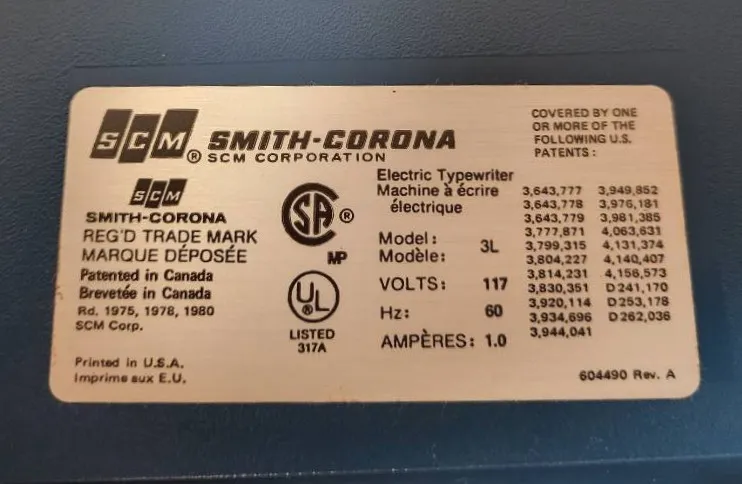 SCM® SMITH-CORONA
SCM CORPORATION
SCM
SMITH-CORONA
REG'D TRADE MARK
MARQUE DÉPOSÉE
Patented in Canada
Brevetée in Canada
Rd. 1975, 1978, 1980
SCM Corp.
Printed in U.S.A.
Imprime aux E.U.
SA®
MP
UL®
LISTED
317A
Electric Typewriter
Machine à écrire
électrique
Model: 3L
Modèle:
VOLTS: 117
Hz: 60
AMPÈRES: 1.0
COVERED BY ONE
OR MORE OF THE
FOLLOWING U.S.
PATENTS:
3,643,777 3,949,852
3,643,778 3,976,181
3,643,779 3,981,385
3,777,871 4,063,631
3,799,315 4,131,374
3,804,227 4,140,407
3,814,231 4,156,573
3,830,351 D 241,170
3,920,114 D 253,178
3,934,696 D 262,036
3,944,041
604490 Rev. A